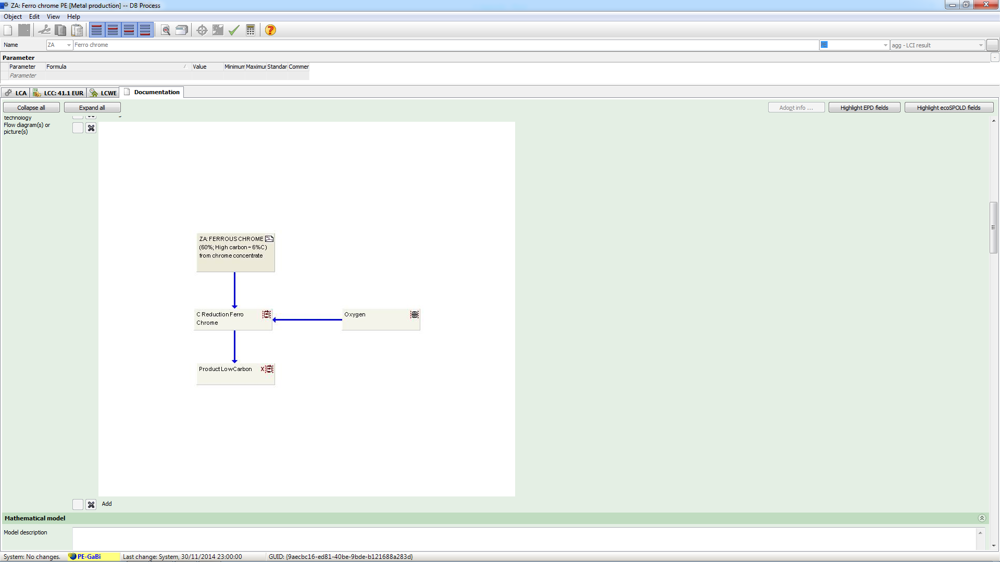 ZA: Ferro chrome PE [Metal production] -- DB Process
Object Edit View Help
Name ZA Ferro chrome agg - LCI result
Parameter
Parameter Formula Value Minimum Maximur Standar Commer
Parameter
LCA LCC: 41.1 EUR LCWE Documentation
Collapse all Expand all Adopt info ... Highlight EPD fields Highlight ecoSPOLD fields
technology
Flow diagram(s) or
picture(s)
ZA: FERROUS CHROME
(60%; High carbon ~ 6%C)
from chrome concentrate
C Reduction Ferro
Chrome
Oxygen
Product Low Carbon X
Add
Mathematical model
Model description
System: No changes. PE-GaBi Last change: System, 30/11/2014 23:00:00 GUID: {9aecbc16-ed81-40be-9bde-b121688a283d}